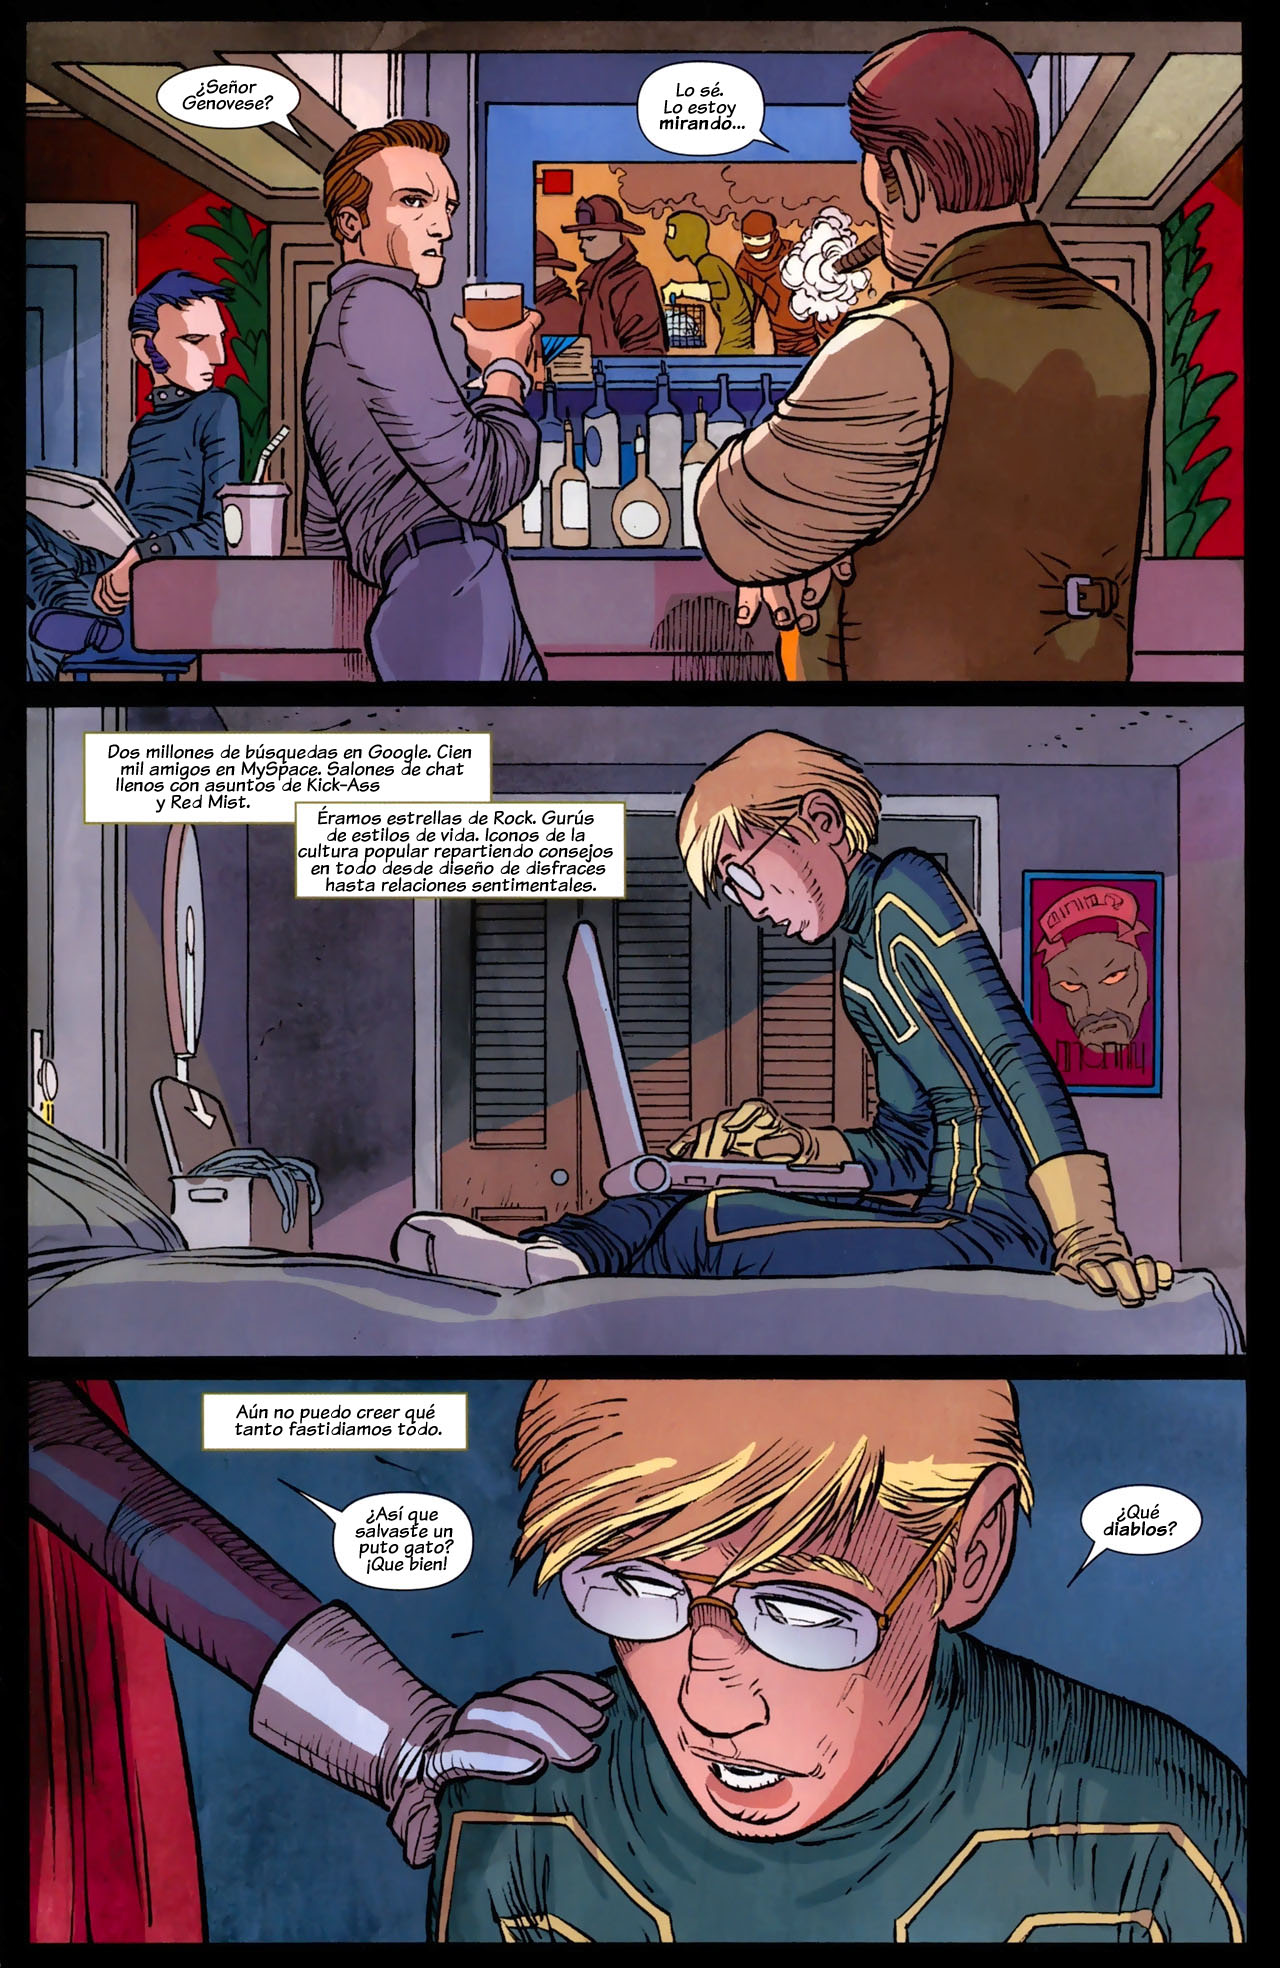 ¿Señor
Genovese?
Lo sé.
Lo estoy
mirando...
Dos millones de búsquedas en Google. Cien
mil amigos en MySpace. Salones de chat
llenos con asuntos de Kick-Ass
y Red Mist.
Éramos estrellas de Rock. Gurús
de estilos de vida. Iconos de la
cultura popular repartiendo consejos
en todo desde diseño de disfraces
hasta relaciones sentimentales.
Aún no puedo creer qué
tanto fastidiamos todo.
¿Así que
salvaste un
puto gato?
¡Que bien!
¿Qué
diablos?